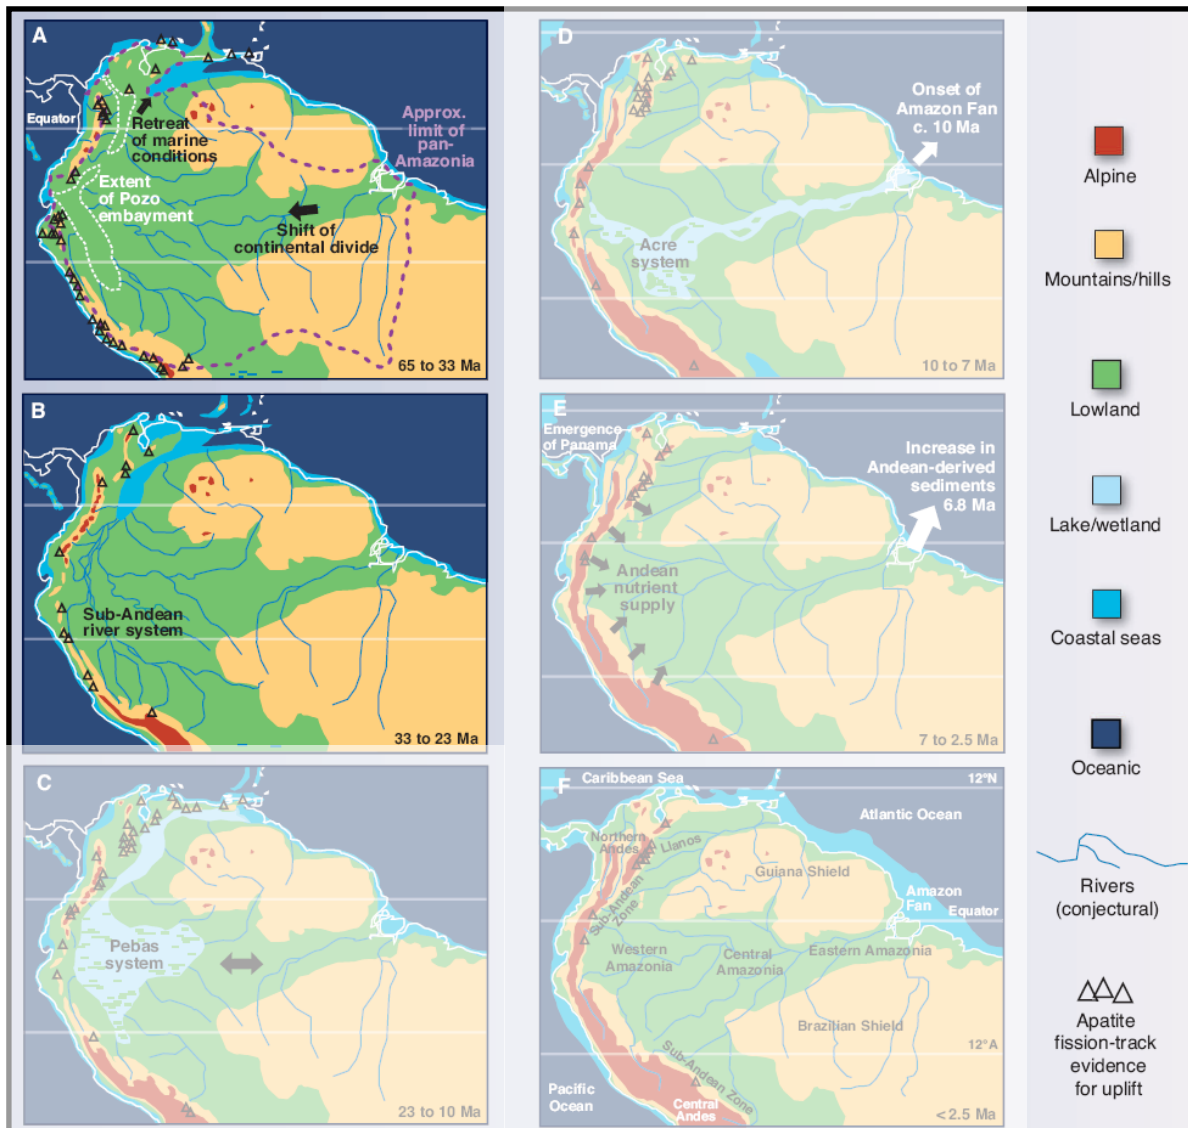 A
Equator
Retreat
of marine
conditions
Approx.
limit of
pan-
Amazonia
Extent
of Pozo
embayment
Shift of
continental divide
65 to 33 Ma
B
Sub-Andean
river system
33 to 23 Ma
C
Pebas
system
23 to 10 Ma
D
Onset of
Amazon Fan
c. 10 Ma
Acre
system
10 to 7 Ma
E
Emergence
of Panama
Increase in
Andean-derived
sediments
6.8 Ma
Andean
nutrient
supply
7 to 2.5 Ma
F
Caribbean Sea
12°N
Atlantic Ocean
Northern
Andes
Llanos
Guiana Shield
Sub-Andean
Zone
Amazon
Fan
Equator
Western
Amazonia
Central
Amazonia
Eastern Amazonia
Brazilian Shield
12°A
Sub-Andean Zone
Pacific
Ocean
Central
Andes
<2.5 Ma
Alpine
Mountains/hills
Lowland
Lake/wetland
Coastal seas
Oceanic
Rivers
(conjectural)
Apatite
fission-track
evidence
for uplift